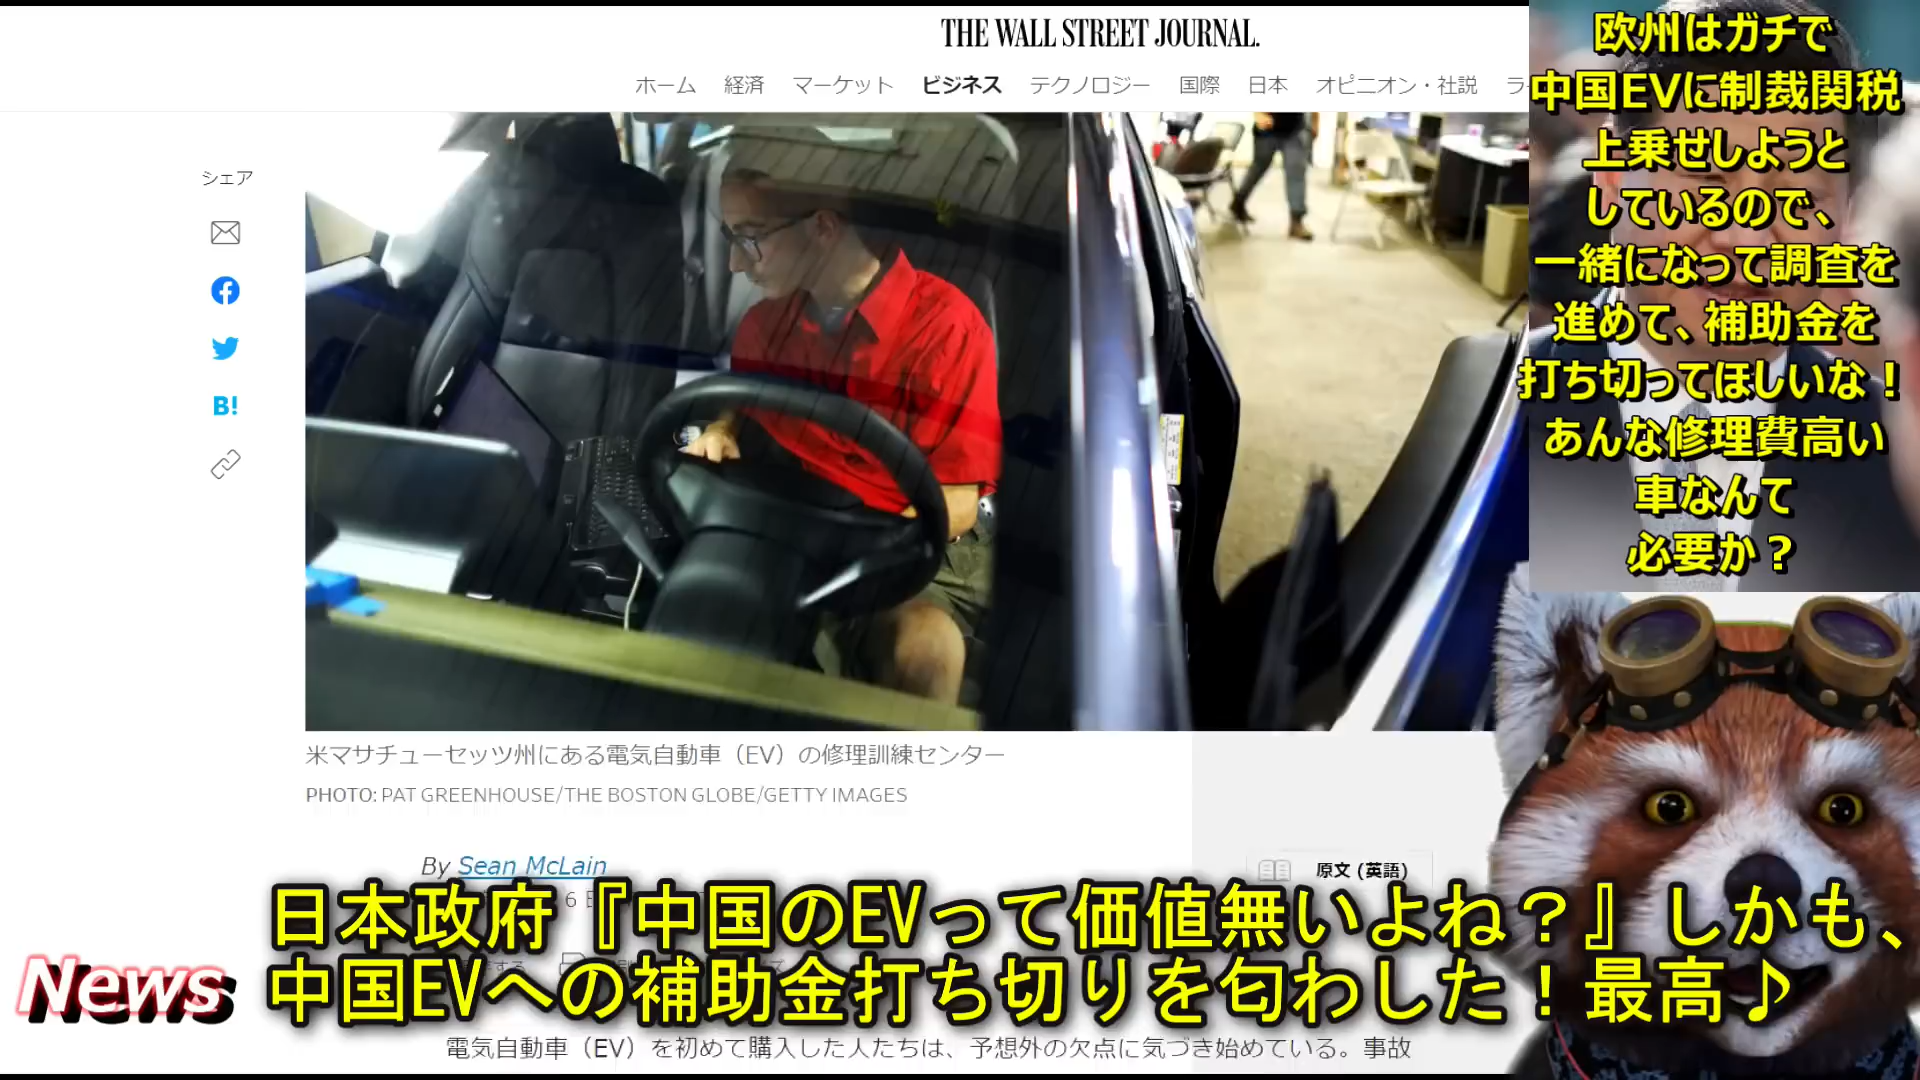 THE WALL STREET JOURNAL.
ホーム 経済 マーケット ビジネス テクノロジー 国際 日本 オピニオン・社説
シェア
B!
欧州はガチで
中国EVに制裁関税
上乗せしようと
しているので、
一緒になって調査を
進めて、補助金を
打ち切ってほしいな！
あんな修理費高い
車なんて
必要か？
米マサチューセッツ州にある電気自動車（EV）の修理訓練センター
PHOTO: PAT GREENHOUSE/THE BOSTON GLOBE/GETTY IMAGES
By Sean McLain
原文 (英語)
日本政府『中国のEVって価値無いよね？』しかも、
中国EVへの補助金打ち切りを匂わした！最高♪
News
電気自動車（EV）を初めて購入した人たちは、予想外の欠点に気づき始めている。事故